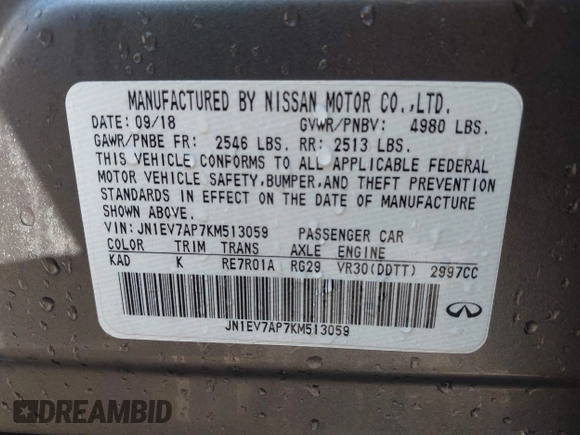 MANUFACTURED BY NISSAN MOTOR CO.,LTD.
DATE: 09/18 GVWR/PNBV: 4980 LBS.
GAWR/PNBE FR: 2546 LBS. RR: 2513 LBS.
THIS VEHICLE CONFORMS TO ALL APPLICABLE FEDERAL
MOTOR VEHICLE SAFETY,BUMPER,AND THEFT PREVENTION
STANDARDS IN EFFECT ON THE DATE OF MANUFACTURE
SHOWN ABOVE.
VIN: JN1EV7AP7KM513059 PASSENGER CAR
COLOR TRIM TRANS AXLE ENGINE
KAD K RE7R01A RG29 VR30(DDTT) 2997CC
JN1EV7AP7KM513059
DREAMBID